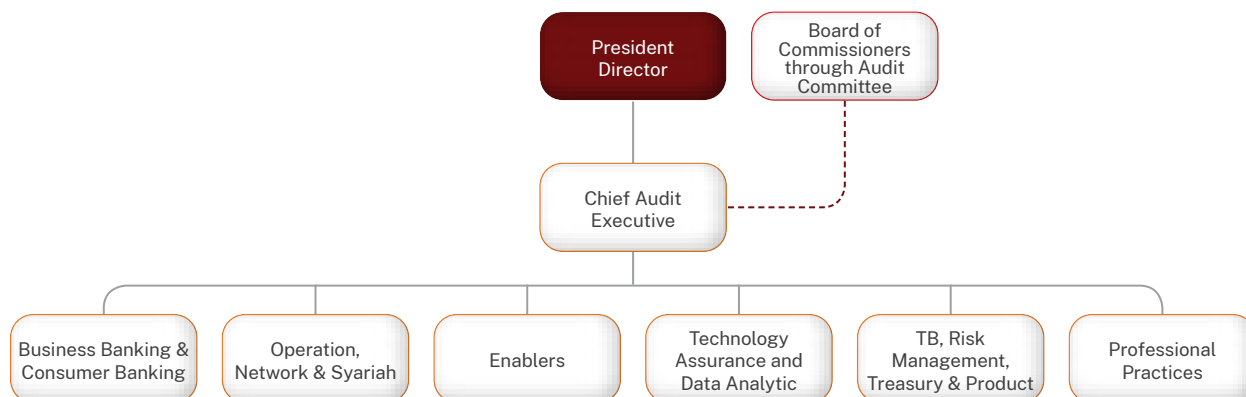 President
Director
Board of
Commissioners
through Audit
Committee
Chief Audit
Executive
Business Banking &
Consumer Banking
Operation,
Network & Syariah
Enablers
Technology
Assurance and
Data Analytic
TB, Risk
Management,
Treasury & Product
Professional
Practices